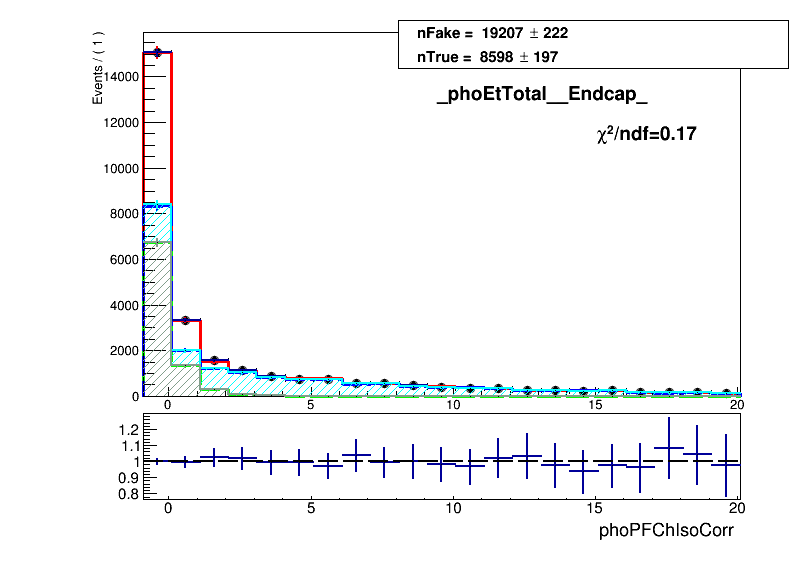 nFake = 19207 ± 222
nTrue = 8598 ± 197
Events / ( 1 )
_phoEtTotal__Endcap_
χ²/ndf=0.17
14000
12000
10000
8000
6000
4000
2000
0
0 5 10 15 20
1.2
1.1
1
0.9
0.8
0 5 10 15 20
phoPFChIsoCorr